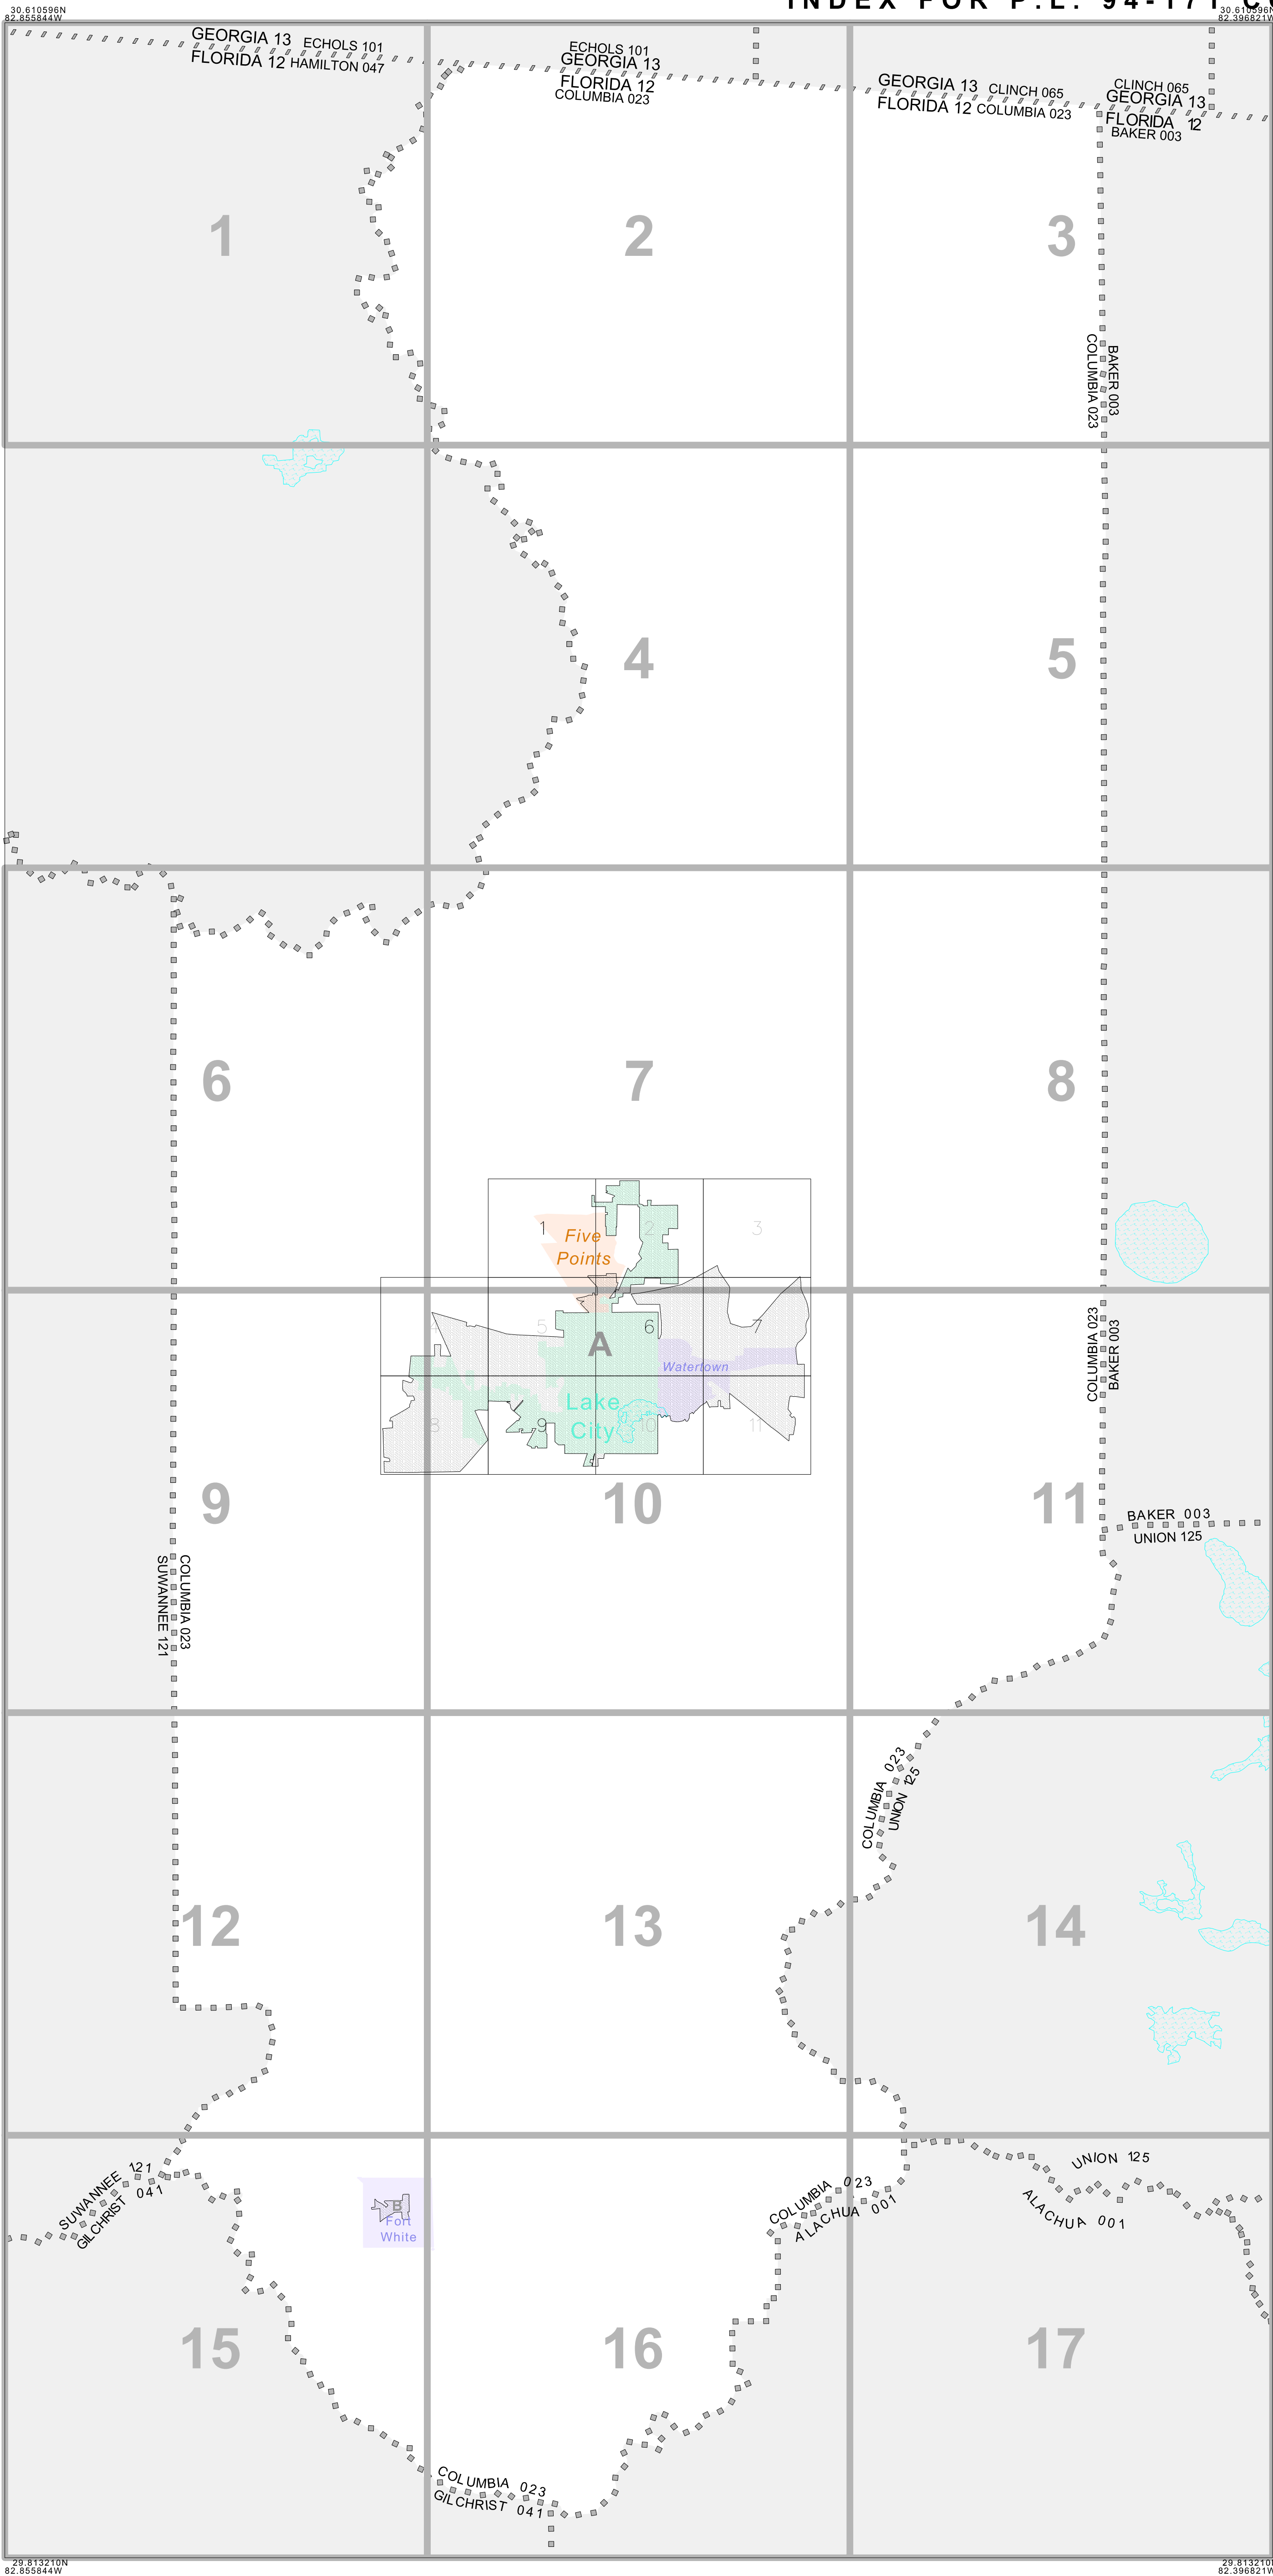 INDEX FOR P.L. 94-171
30.610596N
82.855844W
30.610596N
82.396821W
GEORGIA 13 ECHOLS 101
FLORIDA 12 HAMILTON 047
ECHOLS 101
GEORGIA 13
FLORIDA 12
COLUMBIA 023
GEORGIA 13 CLINCH 065
FLORIDA 12 COLUMBIA 023
CLINCH 065
GEORGIA 13
FLORIDA 12
BAKER 003
1
2
3
COLUMBIA 023
BAKER 003
4
5
6
7
8
1
2
3
Five
Points
4
5
6
7
A
Watertown
Lake
City
8
9
10
11
COLUMBIA 023
BAKER 003
9
10
11
BAKER 003
UNION 125
SUWANNEE 121
COLUMBIA 023
COLUMBIA 023
UNION 125
12
13
14
SUWANNEE 121
GILCHRIST 041
B
Fort
White
COLUMBIA 023
ALACHUA 001
UNION 125
ALACHUA 001
15
16
17
COLUMBIA 023
GILCHRIST 041
29.813210N
82.855844W
29.813210N
82.396821W